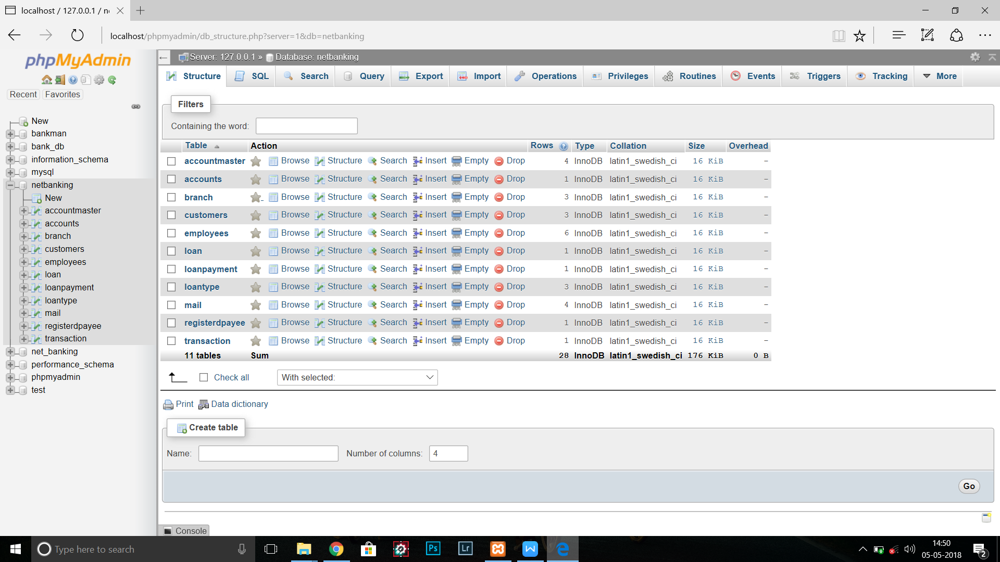 localhost / 127.0.0.1 / n
localhost/phpmyadmin/db_structure.php?server=1&db=netbanking
phpMyAdmin
Recent Favorites
New
bankman
bank_db
information_schema
mysql
netbanking
New
accountmaster
accounts
branch
customers
employees
loan
loanpayment
loantype
mail
registerdpayee
transaction
net_banking
performance_schema
phpmyadmin
test
Server: 127.0.0.1 » Database: netbanking
Structure SQL Search Query Export Import Operations Privileges Routines Events Triggers Tracking More
Filters
Containing the word:
Table Action Rows Type Collation Size Overhead
accountmaster Browse Structure Search Insert Empty Drop 4 InnoDB latin1_swedish_ci 16 KiB -
accounts Browse Structure Search Insert Empty Drop 1 InnoDB latin1_swedish_ci 16 KiB -
branch Browse Structure Search Insert Empty Drop 3 InnoDB latin1_swedish_ci 16 KiB -
customers Browse Structure Search Insert Empty Drop 3 InnoDB latin1_swedish_ci 16 KiB -
employees Browse Structure Search Insert Empty Drop 6 InnoDB latin1_swedish_ci 16 KiB -
loan Browse Structure Search Insert Empty Drop 1 InnoDB latin1_swedish_ci 16 KiB -
loanpayment Browse Structure Search Insert Empty Drop 1 InnoDB latin1_swedish_ci 16 KiB -
loantype Browse Structure Search Insert Empty Drop 3 InnoDB latin1_swedish_ci 16 KiB -
mail Browse Structure Search Insert Empty Drop 4 InnoDB latin1_swedish_ci 16 KiB -
registerdpayee Browse Structure Search Insert Empty Drop 1 InnoDB latin1_swedish_ci 16 KiB -
transaction Browse Structure Search Insert Empty Drop 1 InnoDB latin1_swedish_ci 16 KiB -
11 tables Sum 28 InnoDB latin1_swedish_ci 176 KiB 0 B
Check all With selected:
Print Data dictionary
Create table
Name: Number of columns: 4
Go
Console
Type here to search
Ps
Lr
14:50
05-05-2018
2